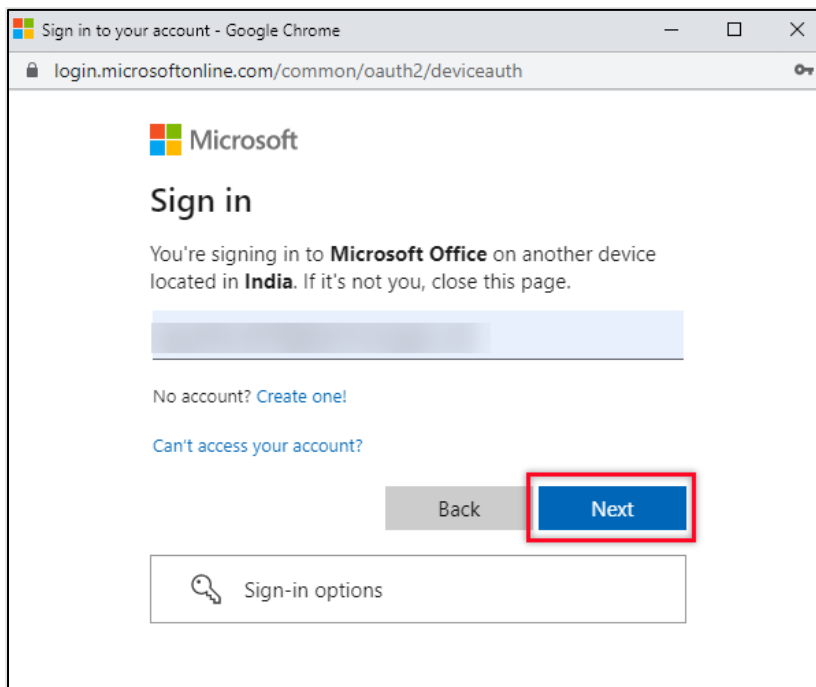 Sign in to your account - Google Chrome
login.microsoftonline.com/common/oauth2/deviceauth
Microsoft
Sign in
You're signing in to Microsoft Office on another device
located in India. If it's not you, close this page.
No account? Create one!
Can't access your account?
Back Next
Sign-in options